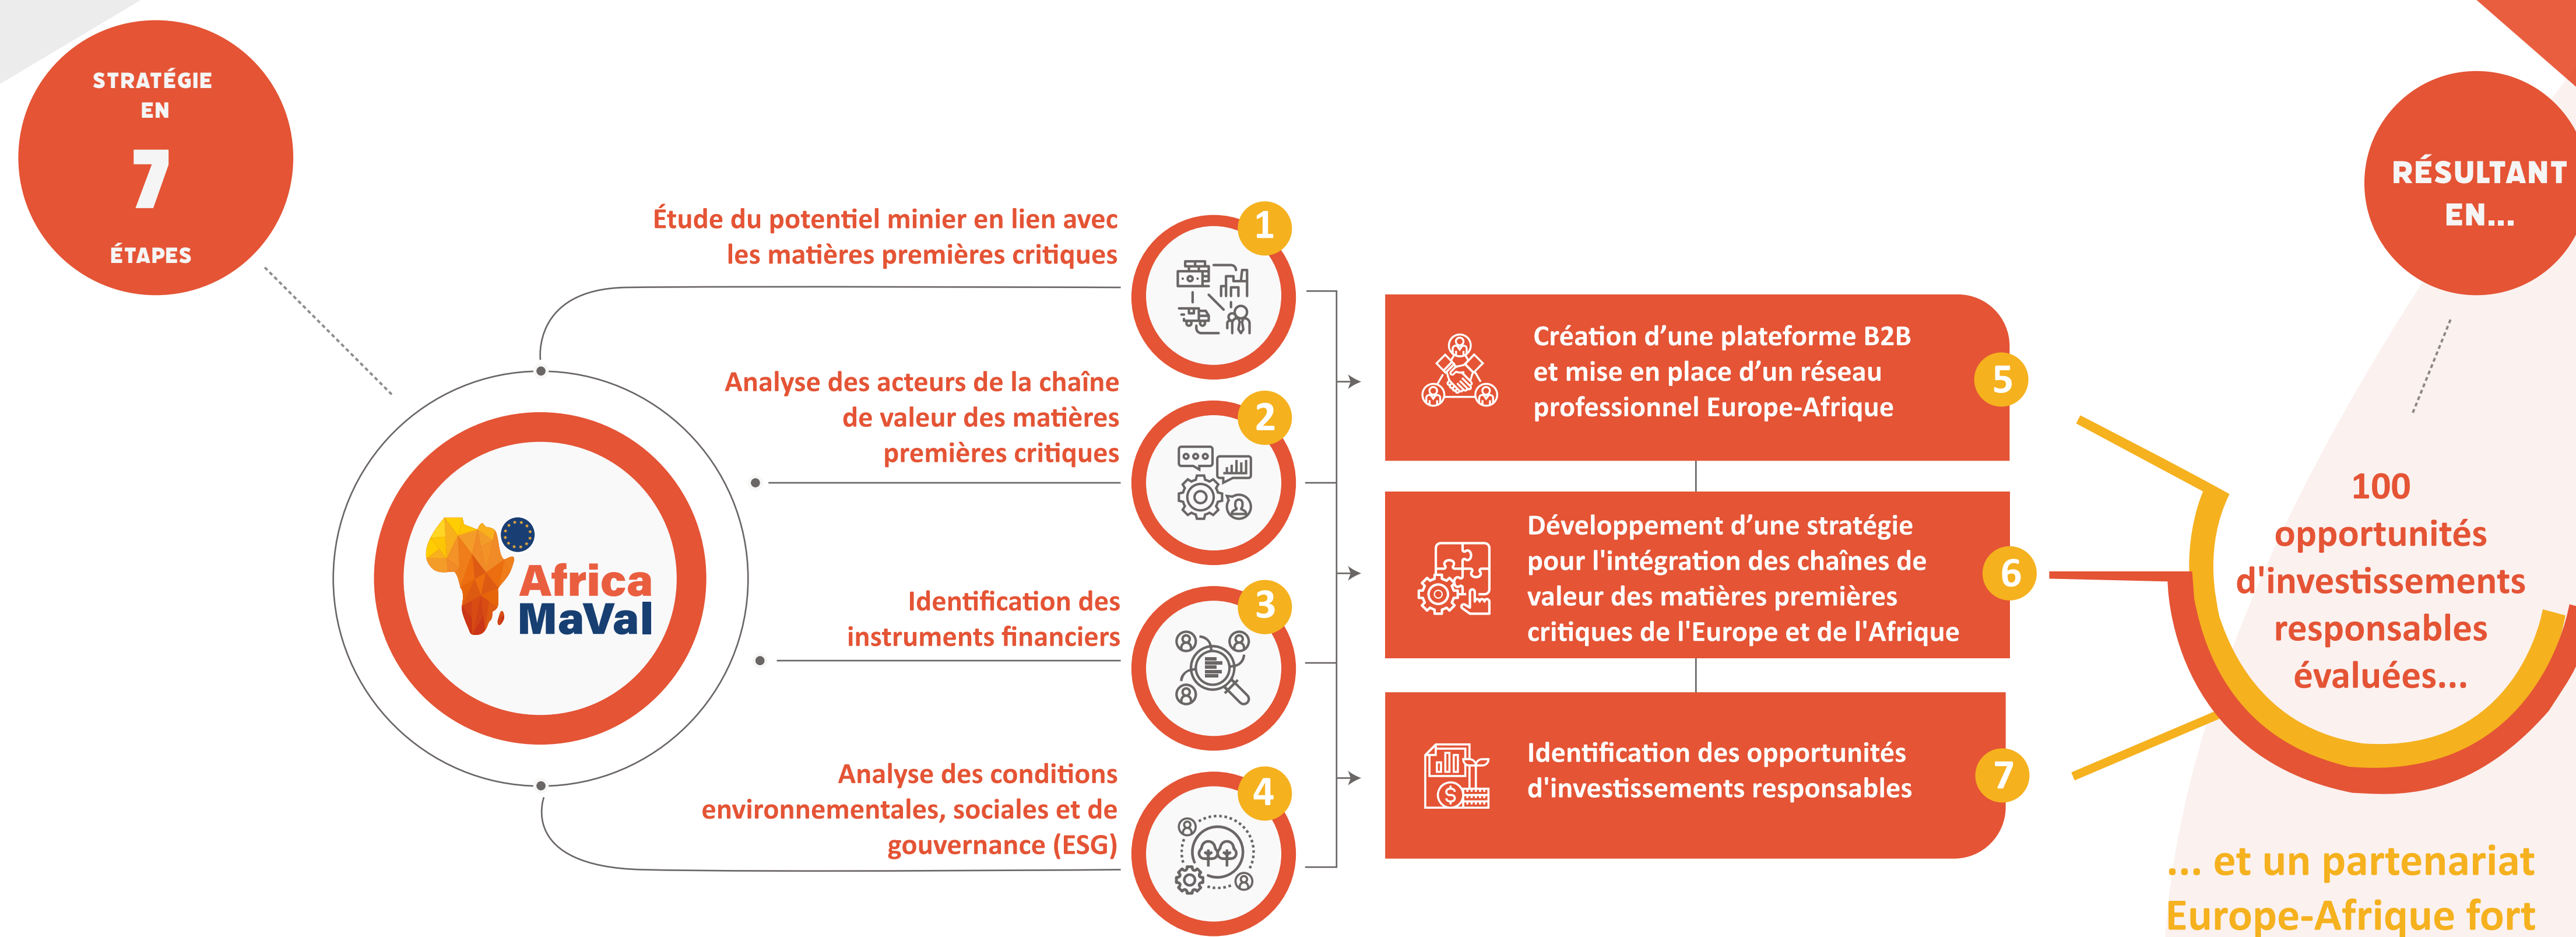 STRATÉGIE
EN
7
ÉTAPES
Africa
MaVal
Étude du potentiel minier en lien avec
les matières premières critiques
1
Analyse des acteurs de la chaîne
de valeur des matières
premières critiques
2
Identification des
instruments financiers
3
Analyse des conditions
environnementales, sociales et de
gouvernance (ESG)
4
Création d’une plateforme B2B
et mise en place d’un réseau
professionnel Europe-Afrique
5
Développement d’une stratégie
pour l'intégration des chaînes de
valeur des matières premières
critiques de l'Europe et de l'Afrique
6
Identification des opportunités
d'investissements responsables
7
RÉSULTANT
EN...
100
opportunités
d'investissements
responsables
évaluées...
... et un partenariat
Europe-Afrique fort